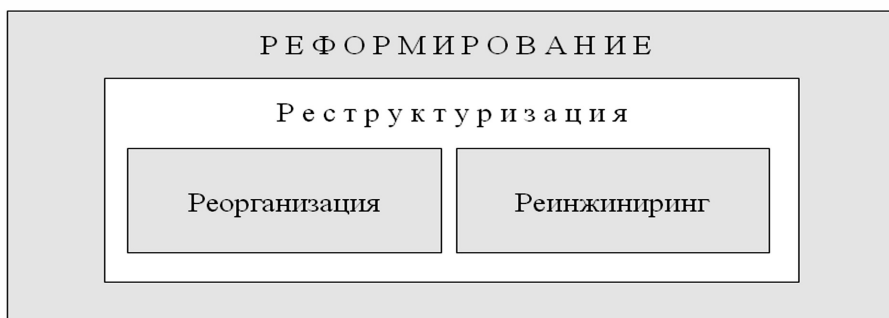 РЕФОРМИРОВАНИЕ
Реструктуризация
Реорганизация
Реинжиниринг